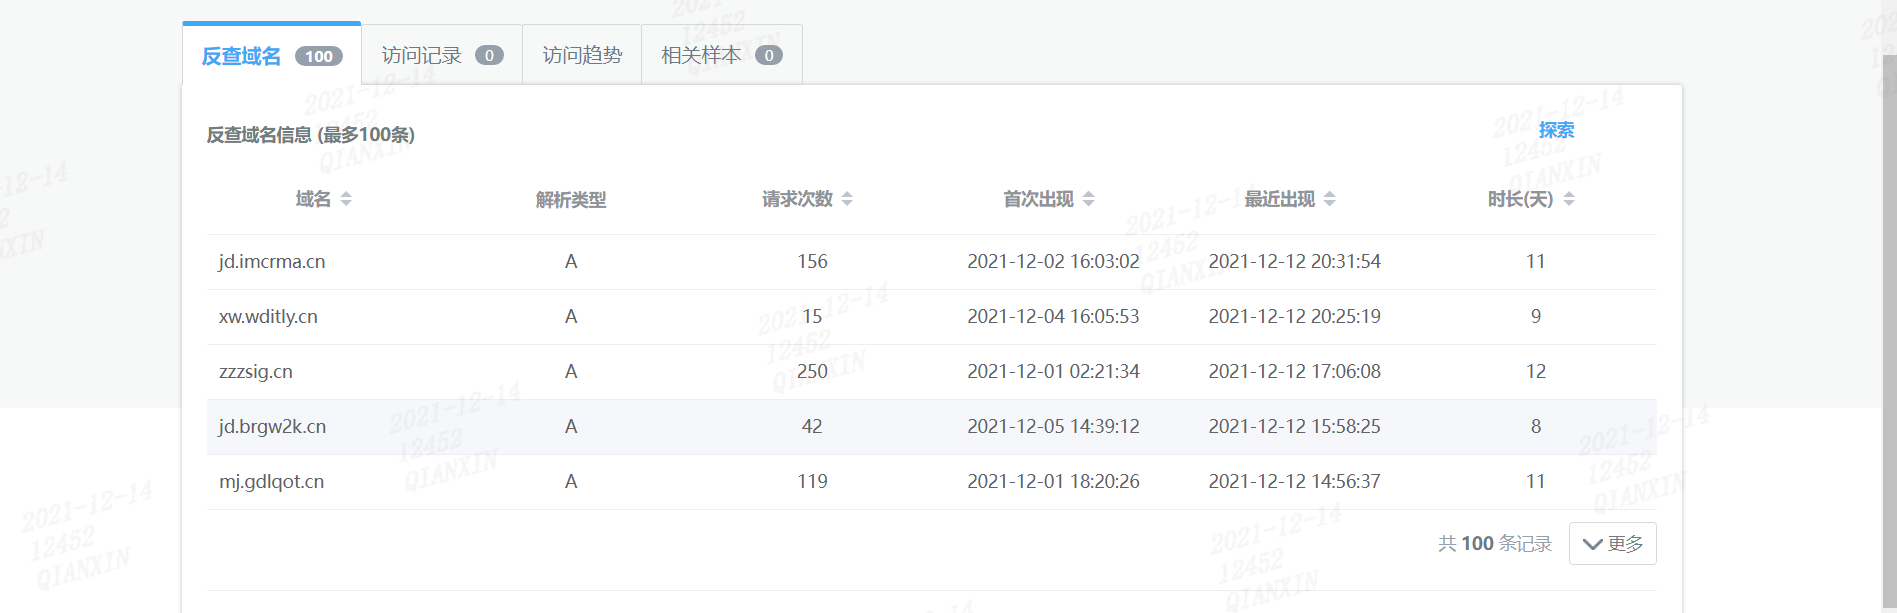 反查域名 100 访问记录 0 访问趋势 相关样本 0
反查域名信息 (最多100条) 探索
域名 解析类型 请求次数 首次出现 最近出现 时长(天)
jd.imcrma.cn A 156 2021-12-02 16:03:02 2021-12-12 20:31:54 11
xw.wditly.cn A 15 2021-12-04 16:05:53 2021-12-12 20:25:19 9
zzzsig.cn A 250 2021-12-01 02:21:34 2021-12-12 17:06:08 12
jd.brgw2k.cn A 42 2021-12-05 14:39:12 2021-12-12 15:58:25 8
mj.gdlqot.cn A 119 2021-12-01 18:20:26 2021-12-12 14:56:37 11
共 100 条记录 更多
2021-12-14
12452
QIANXIN